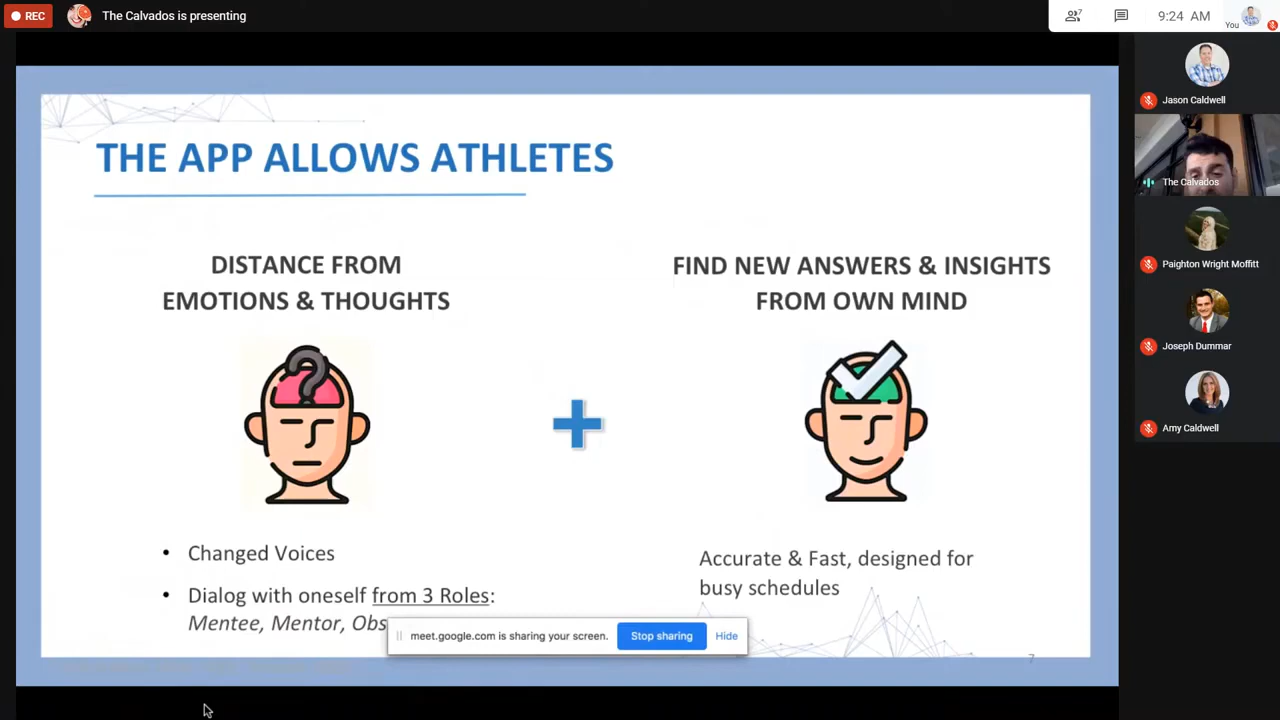 REC
The Calvados is presenting
7
9:24 AM
You
THE APP ALLOWS ATHLETES
DISTANCE FROM
EMOTIONS & THOUGHTS
FIND NEW ANSWERS & INSIGHTS
FROM OWN MIND
• Changed Voices
• Dialog with oneself from 3 Roles:
Mentee, Mentor, Obs
Accurate & Fast, designed for
busy schedules
meet.google.com is sharing your screen.
Stop sharing
Hide
7
Jason Caldwell
The Calvados
Paighton Wright Moffitt
Joseph Dummar
Amy Caldwell